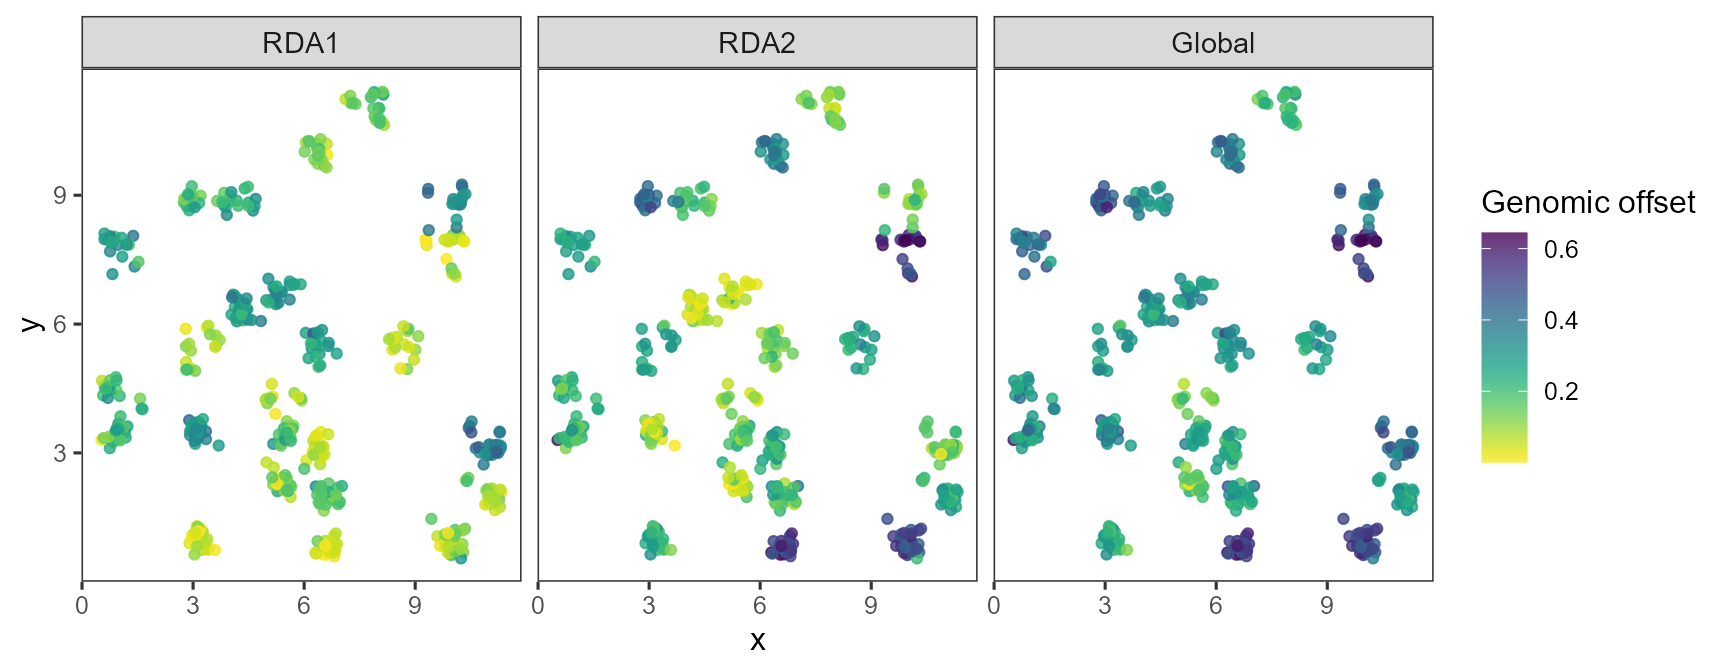 RDA1 RDA2 Global
Genomic offset
0.6
0.4
0.2
y
9
6
3
0 3 6 9 0 3 6 9 0 3 6 9
x